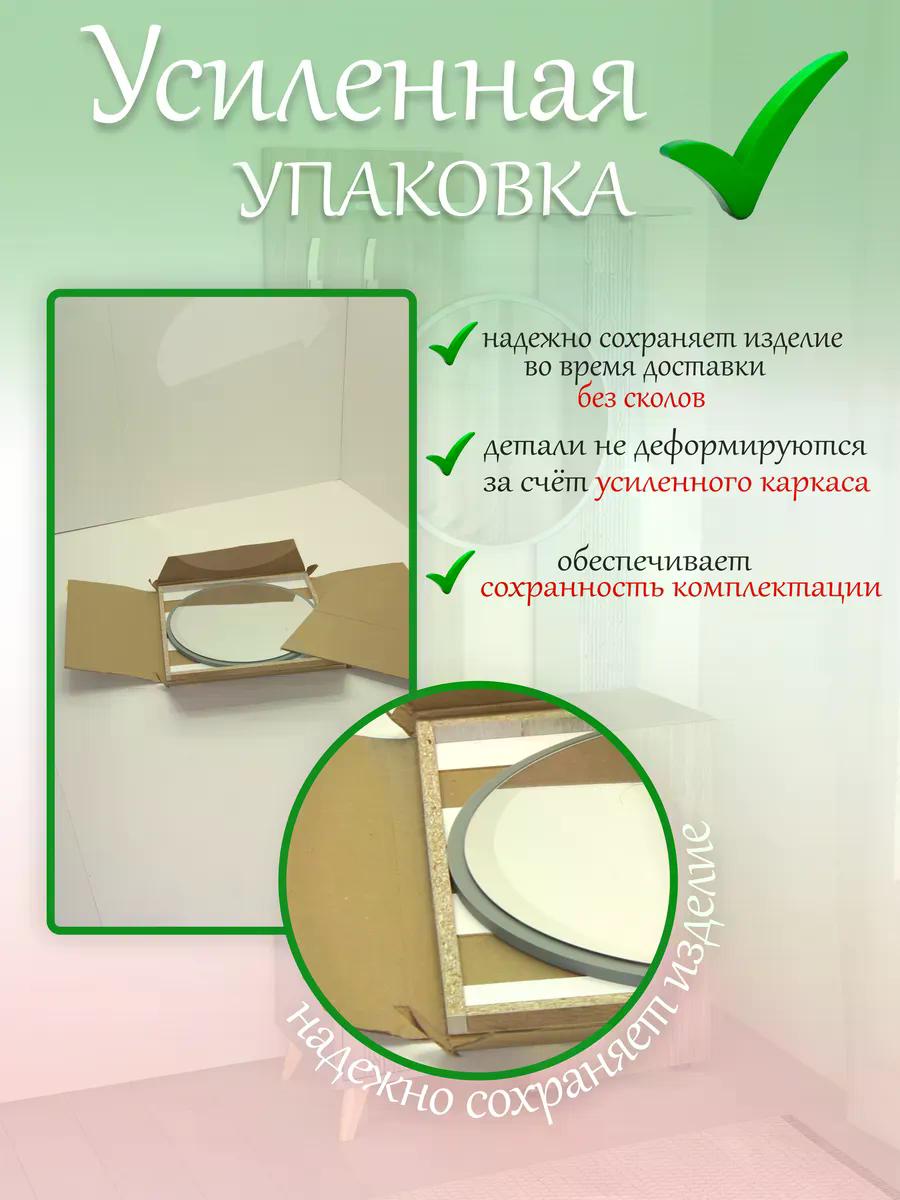 Усиленная
УПАКОВКА
надежно сохраняет изделие
во время доставки
без сколов
детали не деформируются
за счёт усиленного каркаса
обеспечивает
сохранность комплектации
надежно сохраняет изделие